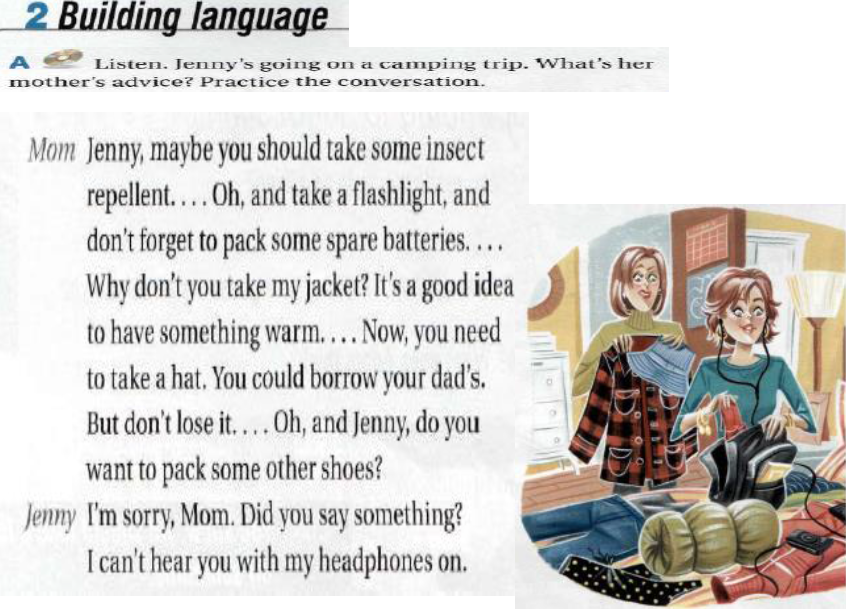 2 Building language
A Listen. Jenny's going on a camping trip. What's her
mother's advice? Practice the conversation.
Mom Jenny, maybe you should take some insect
repellent. . . . Oh, and take a flashlight, and
don't forget to pack some spare batteries. . . .
Why don't you take my jacket? It's a good idea
to have something warm. . . . Now, you need
to take a hat. You could borrow your dad's.
But don't lose it. . . . Oh, and Jenny, do you
want to pack some other shoes?
Jenny I'm sorry, Mom. Did you say something?
I can't hear you with my headphones on.